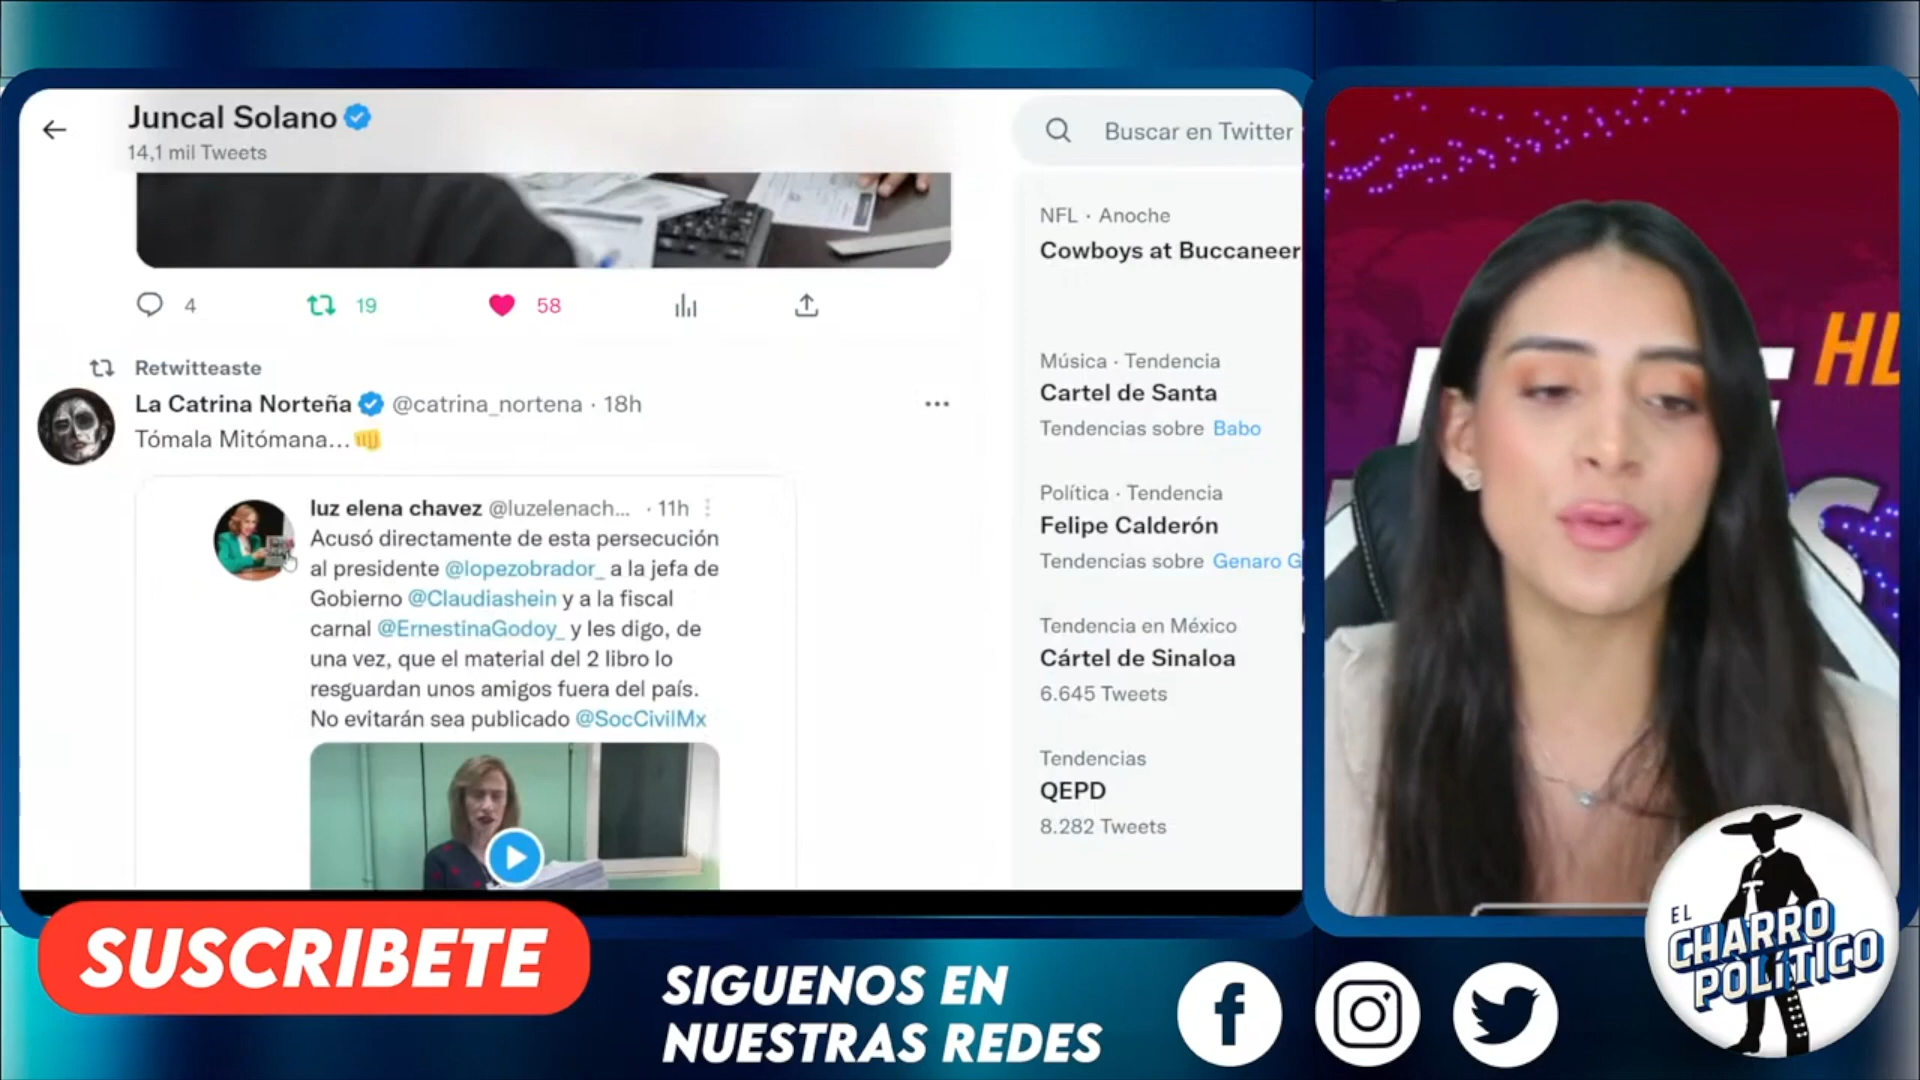 Juncal Solano
14,1 mil Tweets
4
19
58
Retwitteaste
La Catrina Norteña @catrina_nortena · 18h
Tómala Mitómana...
luz elena chavez @luzelenach... · 11h
Acusó directamente de esta persecución
al presidente @lopezobrador_ a la jefa de
Gobierno @Claudiashein y a la fiscal
carnal @ErnestinaGodoy_ y les digo, de
una vez, que el material del 2 libro lo
resguardan unos amigos fuera del país.
No evitarán sea publicado @SocCivilMx
Buscar en Twitter
NFL · Anoche
Cowboys at Buccaneer
Música · Tendencia
Cartel de Santa
Tendencias sobre Babo
Política · Tendencia
Felipe Calderón
Tendencias sobre Genaro G
Tendencia en México
Cártel de Sinaloa
6.645 Tweets
Tendencias
QEPD
8.282 Tweets
SUSCRIBETE
SIGUENOS EN
NUESTRAS REDES
EL
CHARRO
POLÍTICO